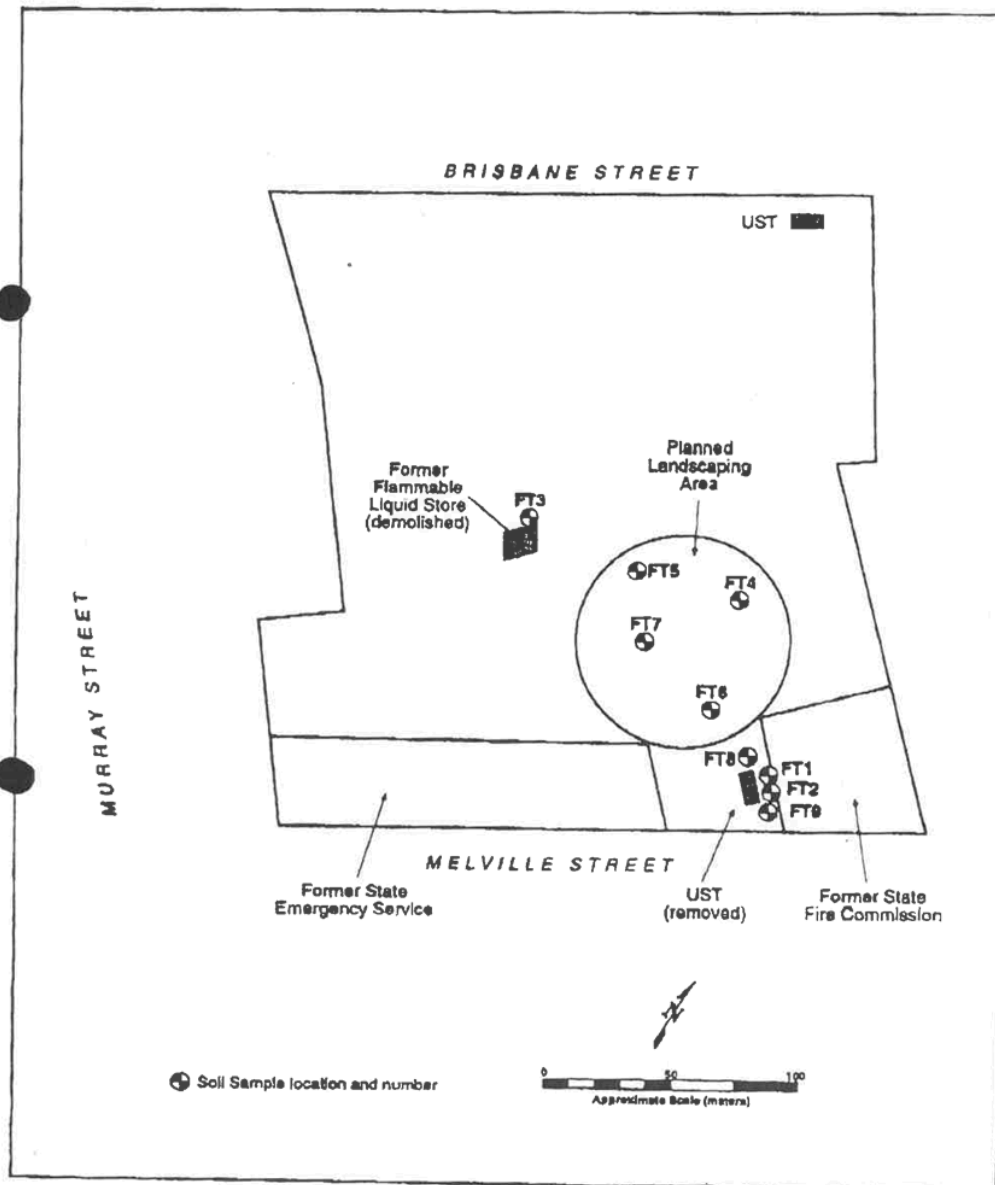 BRISBANE STREET
UST
Planned
Landscaping
Area
Former
Flammable
Liquid Store
(demolished)
FT3
FT5
FT4
FT7
FT6
MURRAY STREET
FT8
FT1
FT2
FT9
MELVILLE STREET
Former State
Emergency Service
UST
(removed)
Former State
Fire Commission
N
Soil Sample location and number
0 50 100
Approximate Scale (meters)